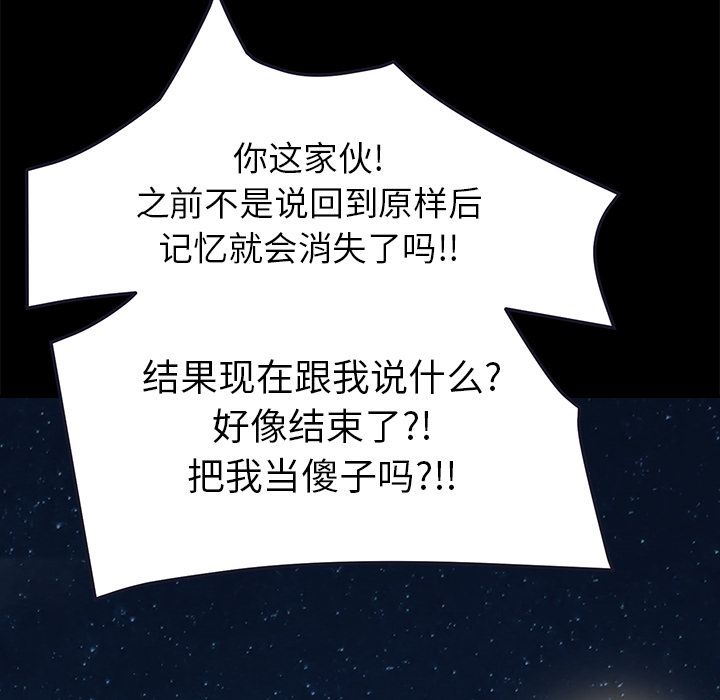 你这家伙!
之前不是说回到原样后
记忆就会消失了吗!!
结果现在跟我说什么?
好像结束了?!
把我当傻子吗?!!